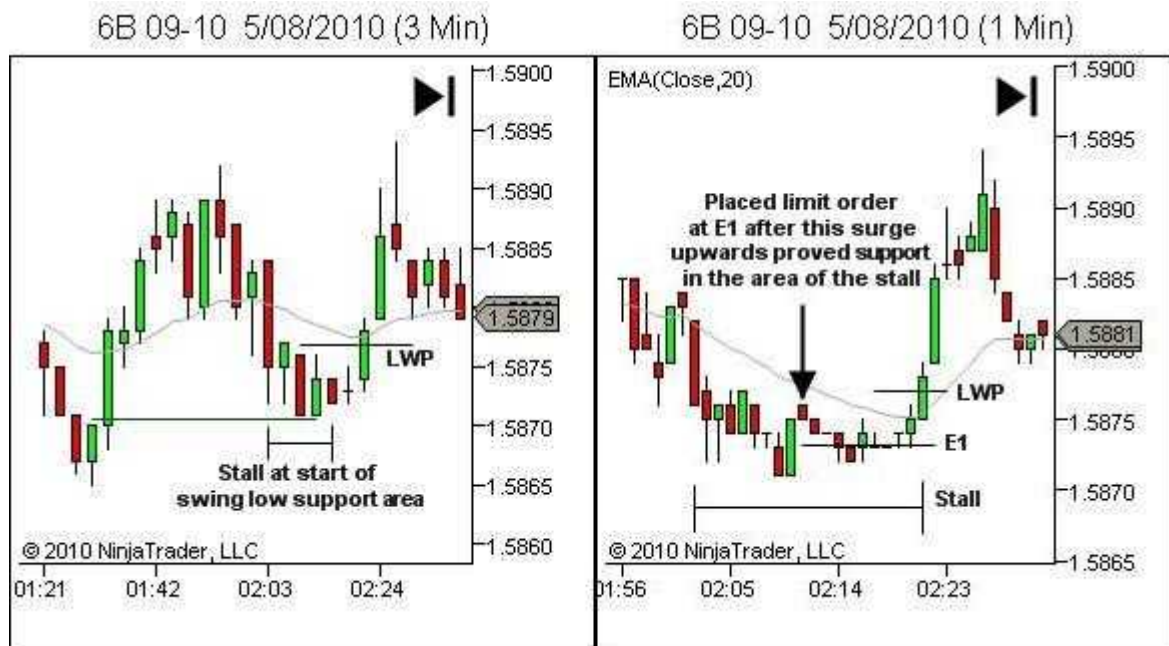 6B 09-10 5/08/2010 (3 Min)
1.5900
1.5895
1.5890
1.5885
1.5879
1.5875
1.5870
1.5865
1.5860
LWP
Stall at start of
swing low support area
© 2010 NinjaTrader, LLC
01:21
01:42
02:03
02:24
6B 09-10 5/08/2010 (1 Min)
EMA(Close,20)
1.5900
1.5895
1.5890
1.5885
1.5881
1.5875
1.5870
1.5865
Placed limit order
at E1 after this surge
upwards proved support
in the area of the stall
LWP
E1
Stall
© 2010 NinjaTrader, LLC
01:56
02:05
02:14
02:23